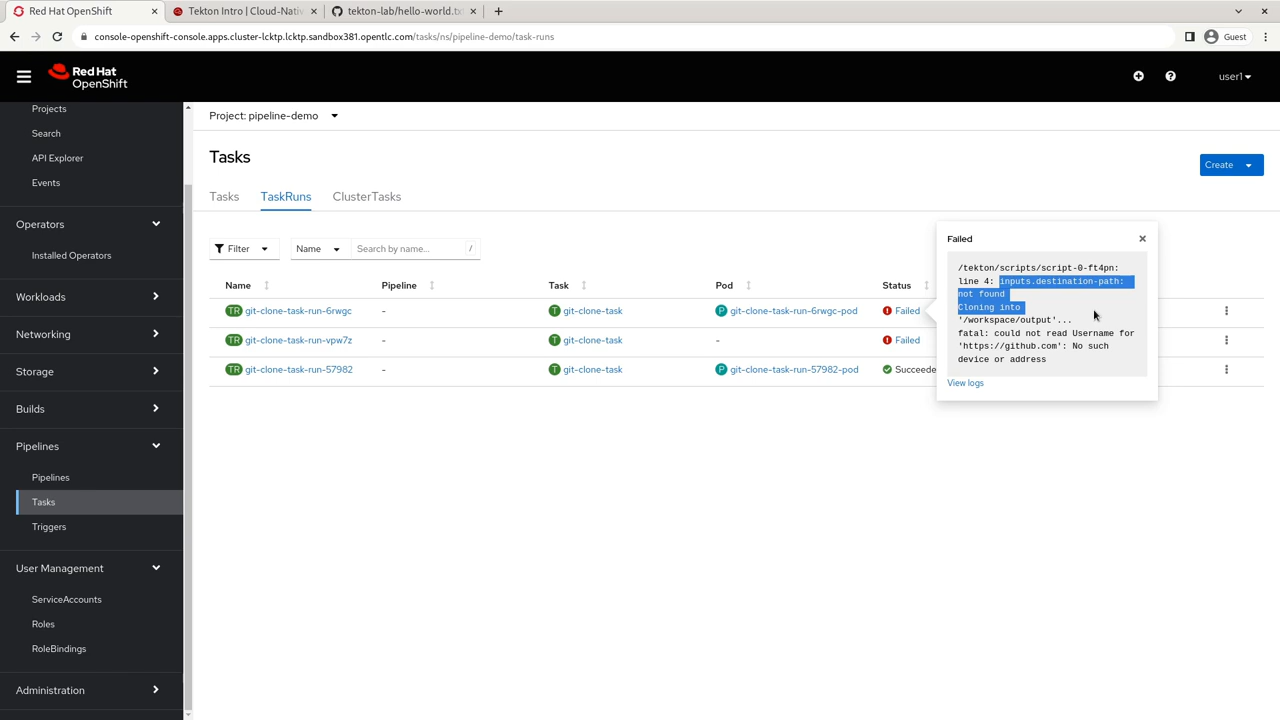 Red Hat OpenShift
Tekton Intro | Cloud-Nati
tekton-lab/hello-world.tx
console-openshift-console.apps.cluster-lcktp.lcktp.sandbox381.opentlc.com/tasks/ns/pipeline-demo/task-runs
Guest
Red Hat
OpenShift
user1
Projects
Search
API Explorer
Events
Operators
Installed Operators
Workloads
Networking
Storage
Builds
Pipelines
Pipelines
Tasks
Triggers
User Management
ServiceAccounts
Roles
RoleBindings
Administration
Project: pipeline-demo
Tasks
Create
Tasks TaskRuns ClusterTasks
Filter Name Search by name... /
Name Pipeline Task Pod Status
TR git-clone-task-run-6rwgc - T git-clone-task P git-clone-task-run-6rwgc-pod Failed
TR git-clone-task-run-vpw7z - T git-clone-task - Failed
TR git-clone-task-run-57982 - T git-clone-task P git-clone-task-run-57982-pod Succeede
Failed
/tekton/scripts/script-0-ft4pn:
line 4: inputs.destination-path:
not found
Cloning into
'/workspace/output'...
fatal: could not read Username for
'https://github.com': No such
device or address
View logs